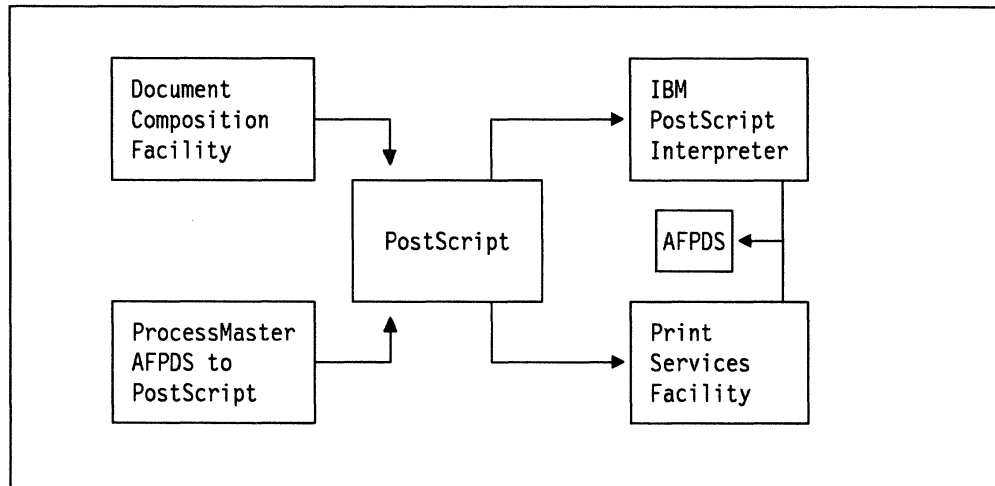 Document
Composition
Facility
IBM
PostScript
Interpreter
PostScript
AFPDS
ProcessMaster
AFPDS to
PostScript
Print
Services
Facility